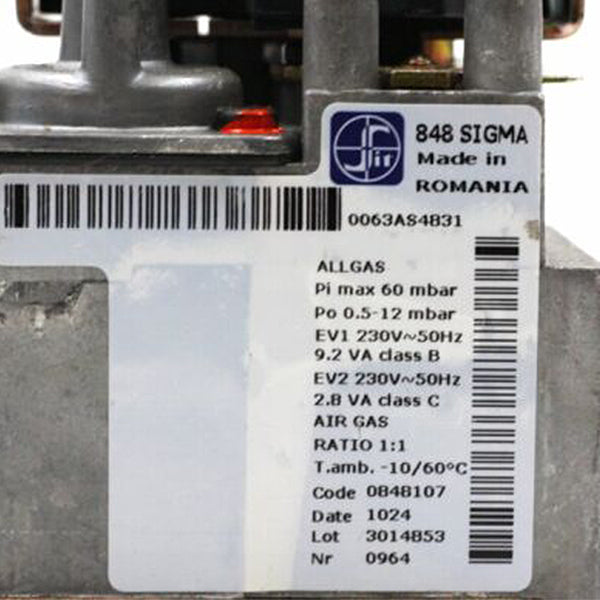 Sit
848 SIGMA
Made in
ROMANIA
0063AS4831
ALLGAS
Pi max 60 mbar
Po 0.5-12 mbar
EV1 230V~50Hz
9.2 VA class B
EV2 230V~50Hz
2.8 VA class C
AIR GAS
RATIO 1:1
T.amb. -10/60°C
Code 0848107
Date 1024
Lot 3014853
Nr 0964